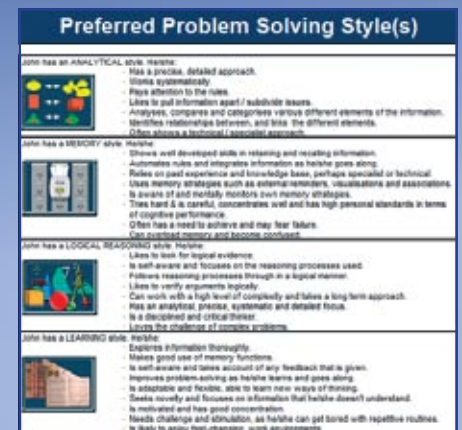 Preferred Problem Solving Style(s)
John has an ANALYTICAL style. He/she:
- Has a precise, detailed approach.
- Works systematically.
- Pays attention to the rules.
- Likes to pull information apart / subdivide issues.
- Analyses, compares and categorises various different elements of the information.
- Identifies relationships between, and links the different elements.
- Often shows a technical / specialist approach.
John has a MEMORY style. He/she:
- Shows well developed skills in retaining and recalling information.
- Automates rules and integrates information as he/she goes along.
- Relies on past experience and knowledge base, perhaps specialist or technical.
- Uses memory strategies such as external reminders, visualisations and associations.
- Is aware of and mentally monitors own memory strategies.
- Tries hard & is careful, concentrates well and has high personal standards in terms
of cognitive performance.
- Often has a need to achieve and may fear failure.
- Can overload memory and become confused.
John has a LOGICAL REASONING style. He/she:
- Likes to look for logical evidence.
- Is self-aware and focuses on the reasoning processes used.
- Follows reasoning processes through in a logical manner.
- Likes to verify arguments logically.
- Can work with a high level of complexity and takes a long term approach.
- Has an analytical, precise, systematic and detailed focus.
- Is a disciplined and critical thinker.
- Loves the challenge of complex problems.
John has a LEARNING style. He/she:
- Explores information thoroughly.
- Makes good use of memory functions.
- Is self-aware and takes account of any feedback that is given.
- Improves problem-solving as he/she learns and goes along.
- Is adaptable and flexible, able to learn new ways of thinking.
- Seeks novelty and focuses on information that he/she doesn't understand.
- Is motivated and has good concentration.
- Needs challenge and stimulation, as he/she can get bored with repetitive routines.
- Is likely to enjoy fast-changing, work environments.